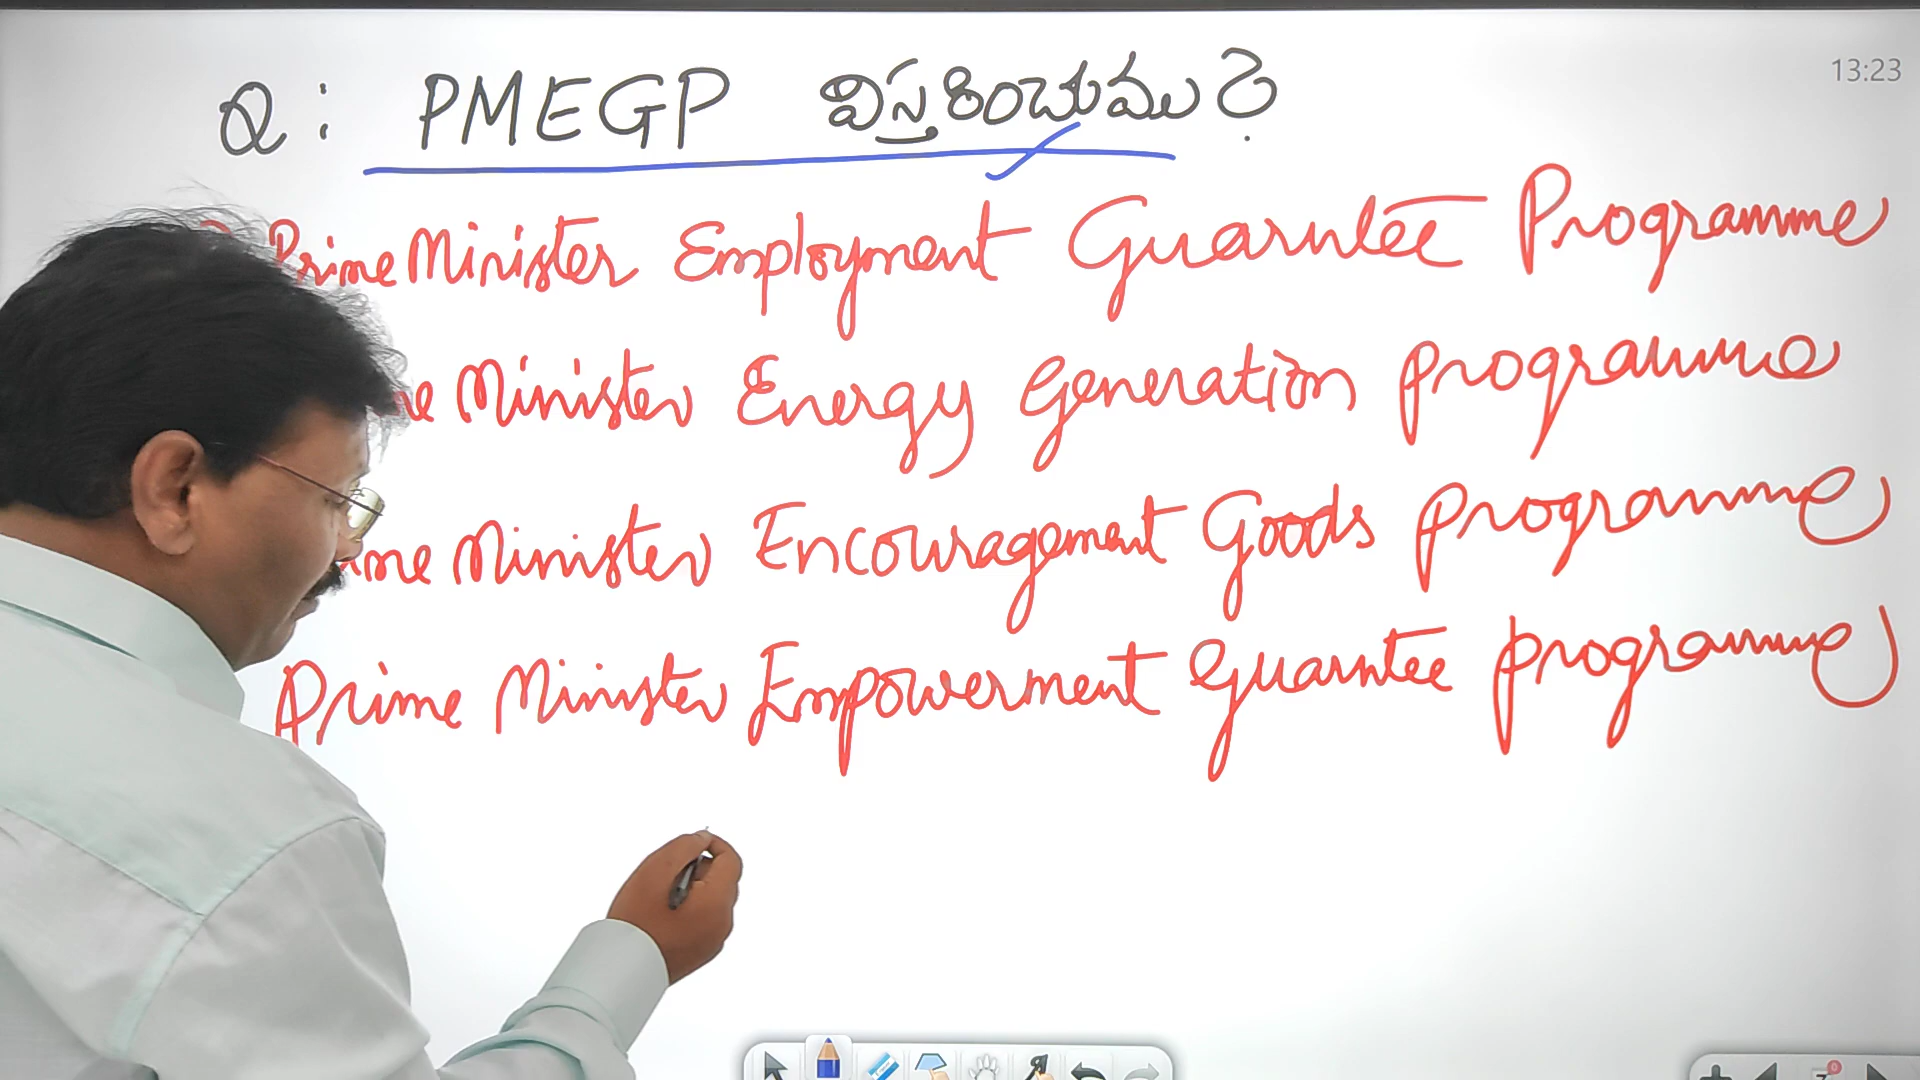 13:23
Q: PMEGP విస్తరించుము ?
Prime Minister Employment Guarntee Programme
Minister Energy Generation programme
Minister Encouragement Goods programme
Prime Minister Empowerment Guarntee programme